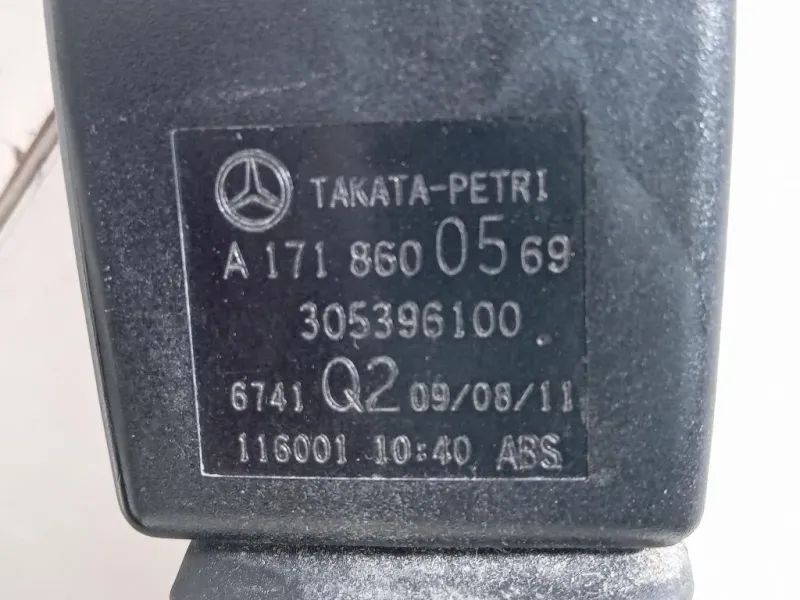 TAKATA-PETRI
A 171 860 05 69
305396100
6741 Q2 09/08/11
116001 10:40 ABS